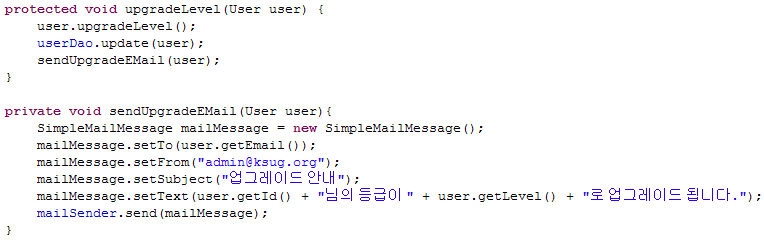 protected void upgradeLevel(User user) {
    user.upgradeLevel();
    userDao.update(user);
    sendUpgradeEMail(user);
}

private void sendUpgradeEMail(User user){
    SimpleMailMessage mailMessage = new SimpleMailMessage();
    mailMessage.setTo(user.getEmail());
    mailMessage.setFrom("admin@ksug.org");
    mailMessage.setSubject("업그레이드 안내");
    mailMessage.setText(user.getId() + "님의 등급이 " + user.getLevel() + "로 업그레이드 됩니다.");
    mailSender.send(mailMessage);
}